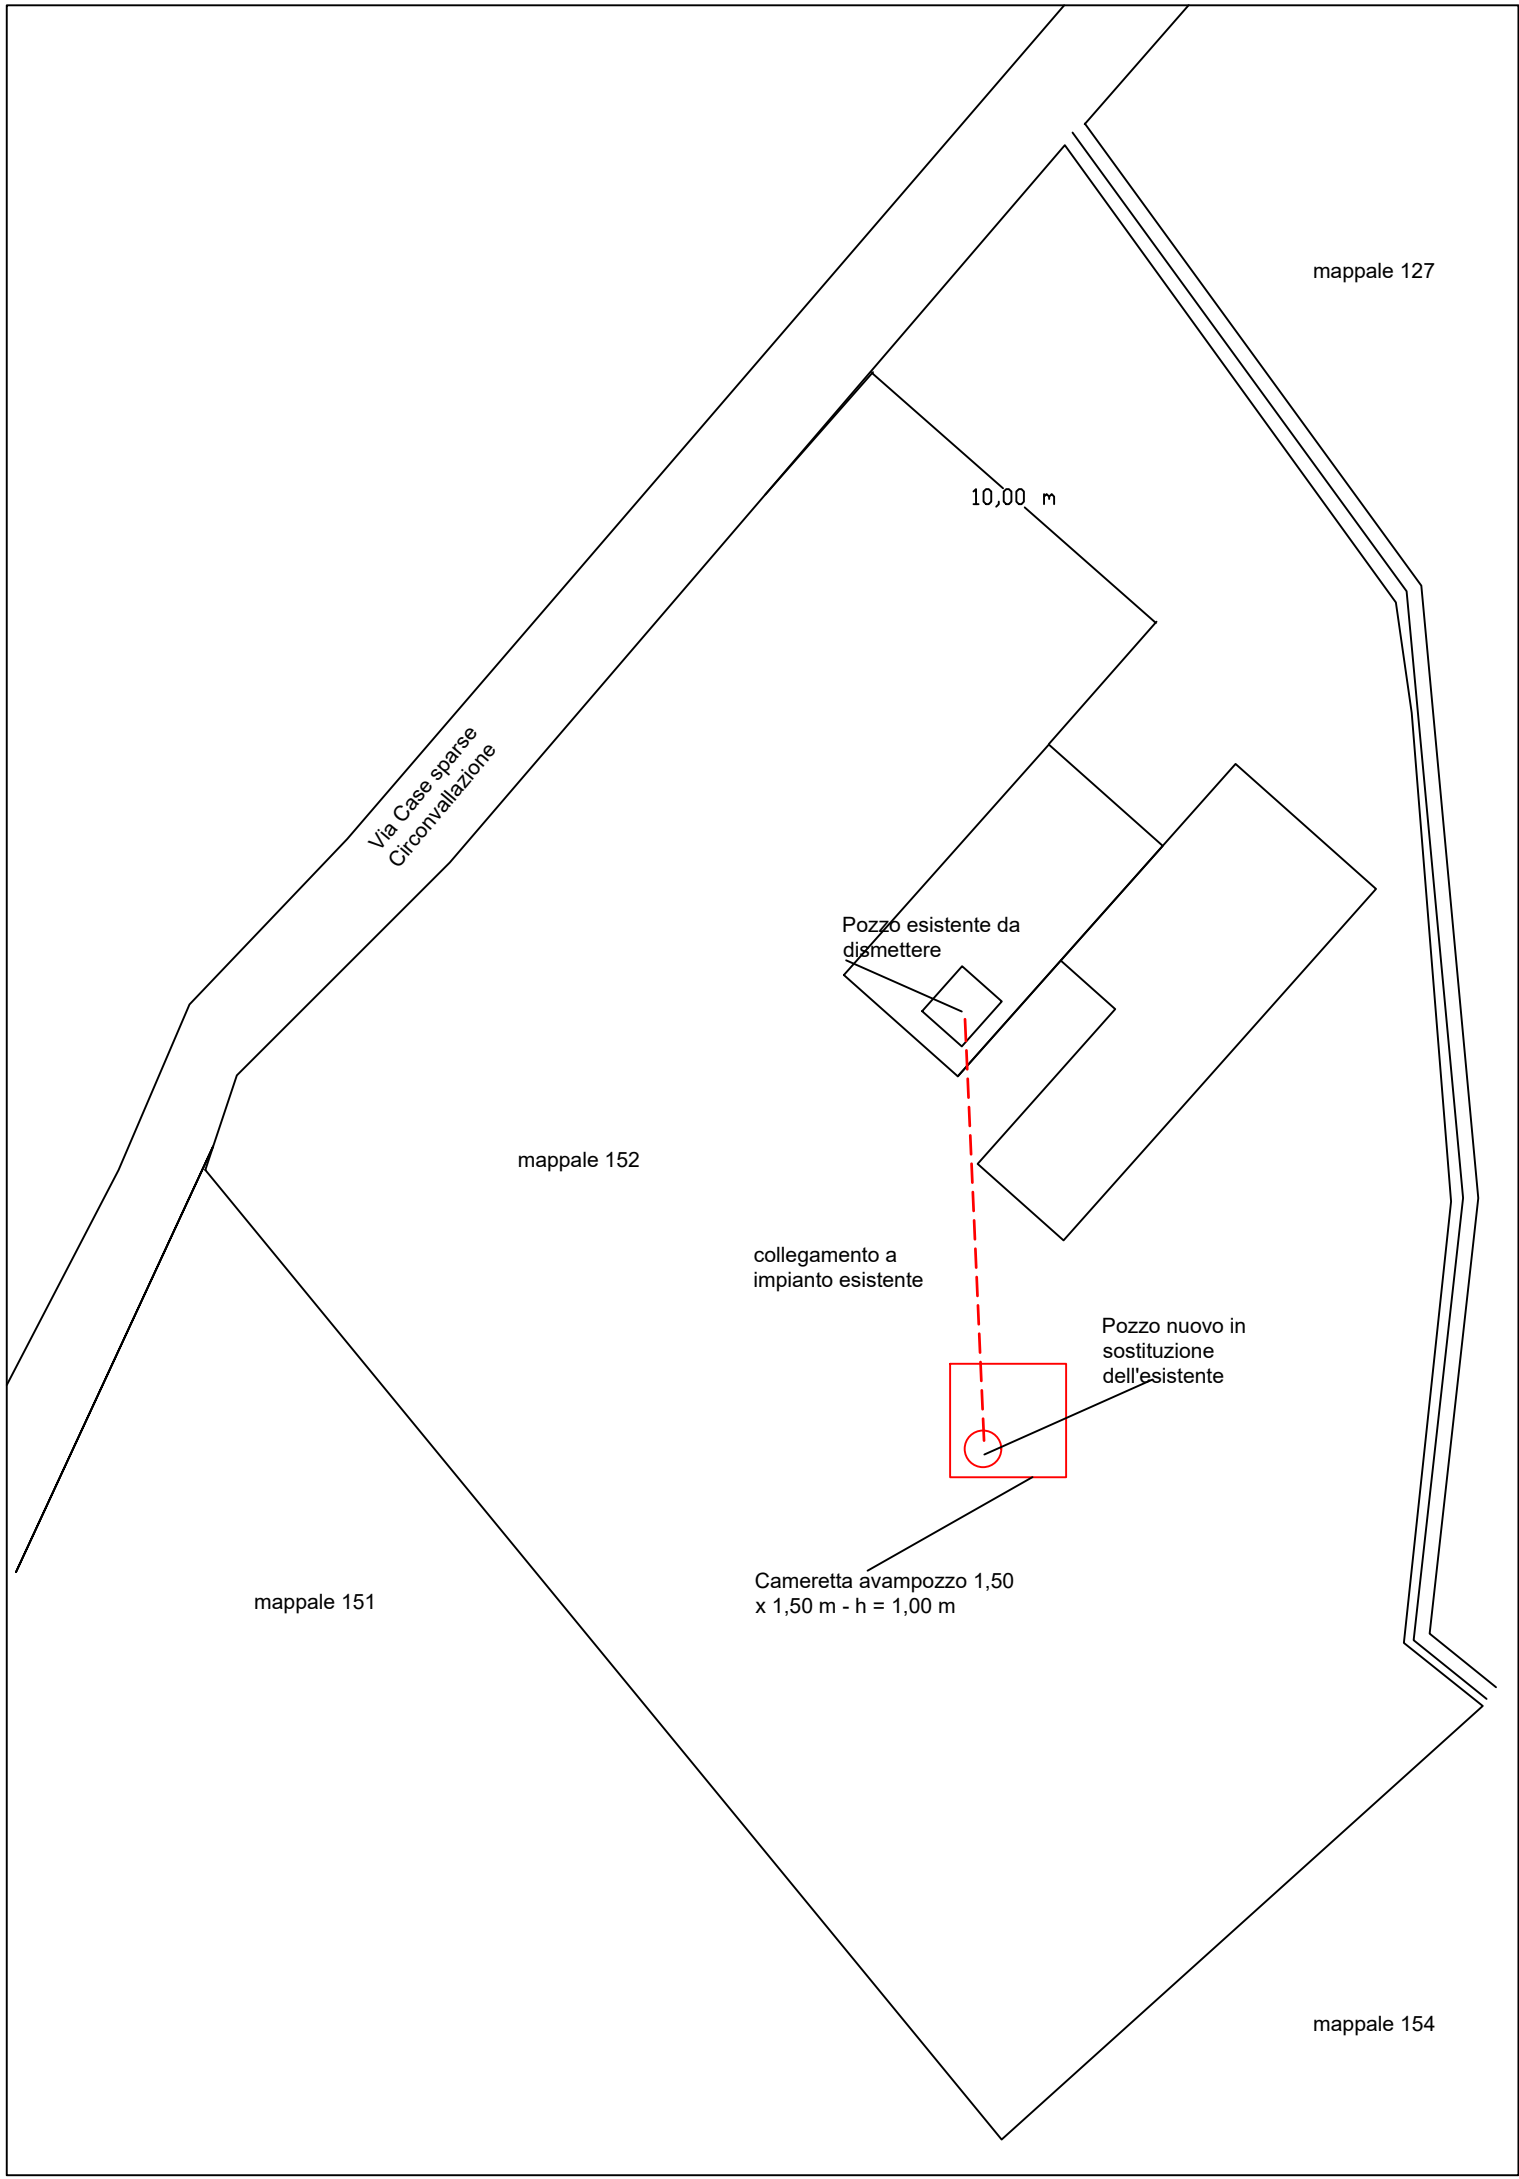 mappale 127
10,00 m
Via Case sparse
Circonvallazione
Pozzo esistente da
dismettere
mappale 152
collegamento a
impianto esistente
Pozzo nuovo in
sostituzione
dell'esistente
Cameretta avampozzo 1,50
x 1,50 m - h = 1,00 m
mappale 151
mappale 154